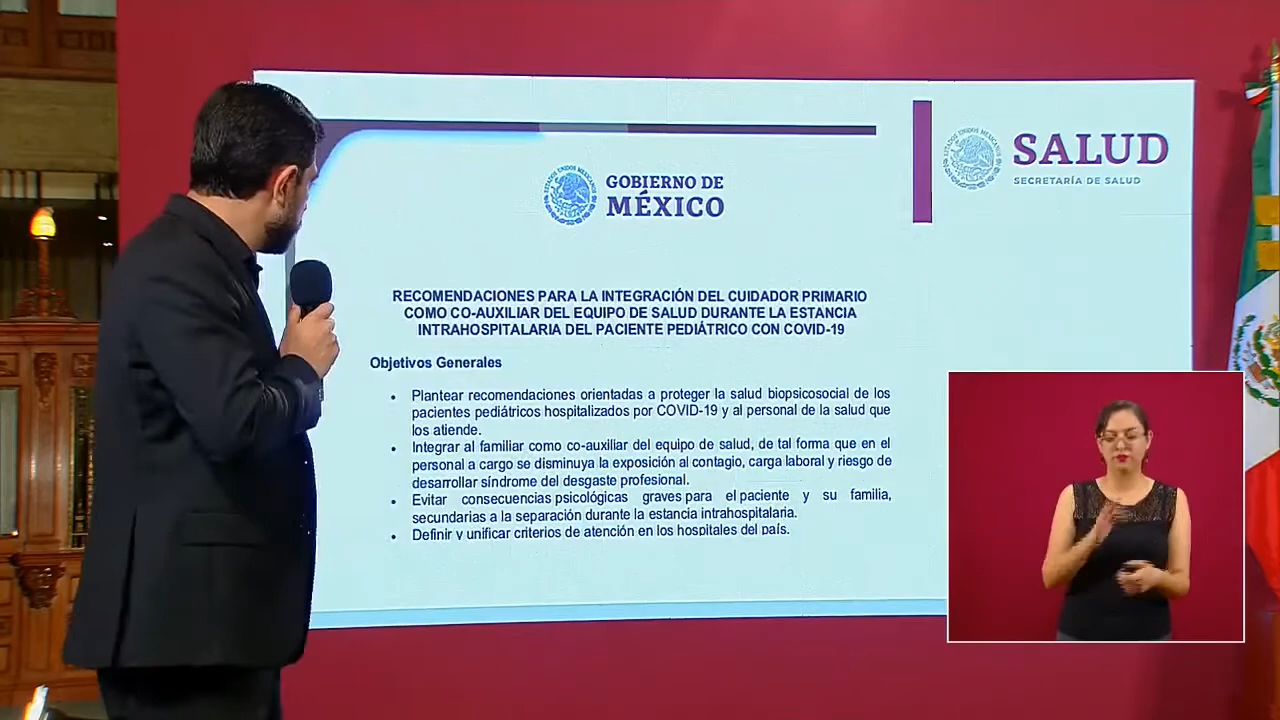 GOBIERNO DE
MÉXICO
ESTADOS UNIDOS MEXICANOS
SALUD
SECRETARÍA DE SALUD
RECOMENDACIONES PARA LA INTEGRACIÓN DEL CUIDADOR PRIMARIO
COMO CO-AUXILIAR DEL EQUIPO DE SALUD DURANTE LA ESTANCIA
INTRAHOSPITALARIA DEL PACIENTE PEDIÁTRICO CON COVID-19
Objetivos Generales
• Plantear recomendaciones orientadas a proteger la salud biopsicosocial de los
pacientes pediátricos hospitalizados por COVID-19 y al personal de la salud que
los atiende.
• Integrar al familiar como co-auxiliar del equipo de salud, de tal forma que en el
personal a cargo se disminuya la exposición al contagio, carga laboral y riesgo de
desarrollar síndrome del desgaste profesional.
• Evitar consecuencias psicológicas graves para el paciente y su familia,
secundarias a la separación durante la estancia intrahospitalaria.
• Definir y unificar criterios de atención en los hospitales del país.